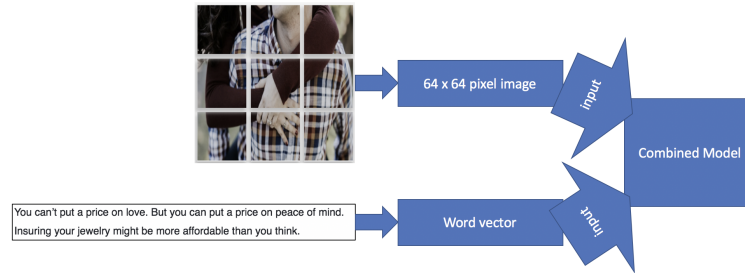 64 x 64 pixel image
input
Combined Model
You can't put a price on love. But you can put a price on peace of mind.
Insuring your jewelry might be more affordable than you think.
Word vector
input